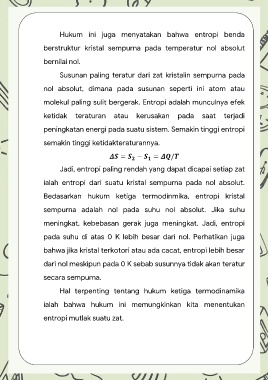 Hukum ini juga menyatakan bahwa entropi benda
berstruktur kristal sempurna pada temperatur nol absolut
bernilai nol.
Susunan paling teratur dari zat kristalin sempurna pada
nol absolut, dimana pada susunan seperti ini atom atau
molekul paling sulit bergerak. Entropi adalah munculnya efek
ketidak teraturan atau kerusakan pada saat terjadi
peningkatan energi pada suatu sistem. Semakin tinggi entropi
semakin tinggi ketidakteraturannya.
ΔS = S₂ − S₁ = ΔQ/T
Jadi, entropi paling rendah yang dapat dicapai setiap zat
ialah entropi dari suatu kristal sempurna pada nol absolut.
Bedasarkan hukum ketiga termodinmika, entropi kristal
sempurna adalah nol pada suhu nol absolut. Jika suhu
meningkat, kebebasan gerak juga meningkat. Jadi, entropi
pada suhu di atas 0 K lebih besar dari nol. Perhatikan juga
bahwa jika kristal terkotori atau ada cacat, entropi lebih besar
dari nol meskipun pada 0 K sebab susunnya tidak akan teratur
secara sempurna.
Hal terpenting tentang hukum ketiga termodinamika
ialah bahwa hukum ini memungkinkan kita menentukan
entropi mutlak suatu zat.